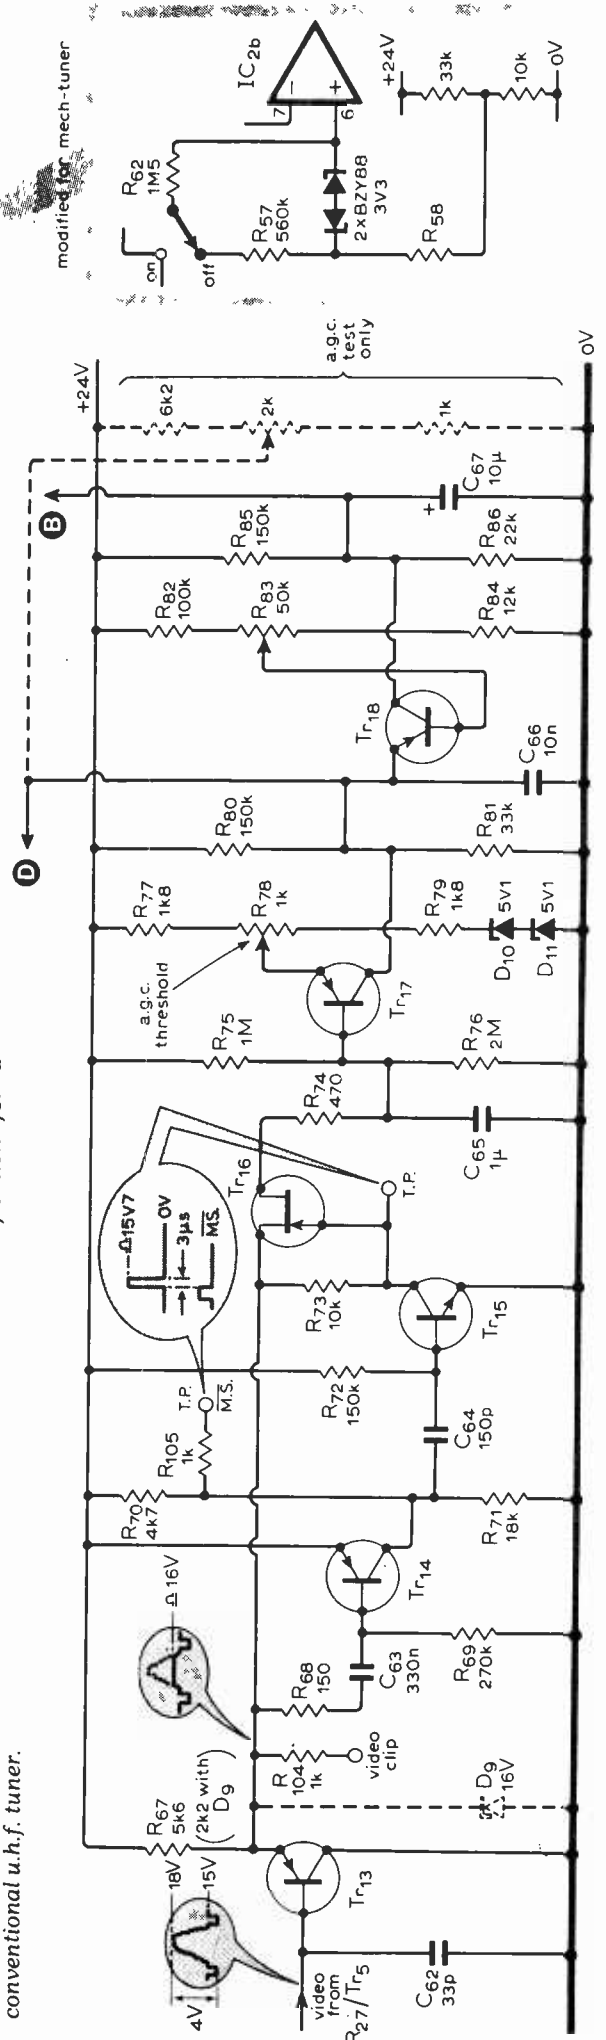 conventional u.h.f. tuner.
modified for mech-tuner
on
off
R62
1M5
R57
560k
R58
2×BZY88
3V3
IC2b
7
−
+
6
+24V
33k
10k
0V
4V
18V
15V
video
from
R27/Tr5
C62
33p
Tr13
R67
5k6
(2k2 with D9)
D9
16V
R104
1k
video
clip
Ω 16V
R68
150
C63
330n
R69
270k
Tr14
R70
4k7
R71
18k
R105
1k
T.P.
M.S.
Ω15V7
0V
3µs
M.S.
R72
150k
C64
150p
Tr15
R73
10k
Tr16
T.P.
R74
470
C65
1µ
R75
1M
R76
2M
a.g.c.
threshold
Tr17
R77
1k8
R78
1k
R79
1k8
D10
5V1
D11
5V1
R80
150k
R81
33k
D
C66
10n
Tr18
R82
100k
R83
50k
R84
12k
R85
150k
R86
22k
B
+
C67
10µ
6k2
2k
1k
+24V
a.g.c.
test
only
0V